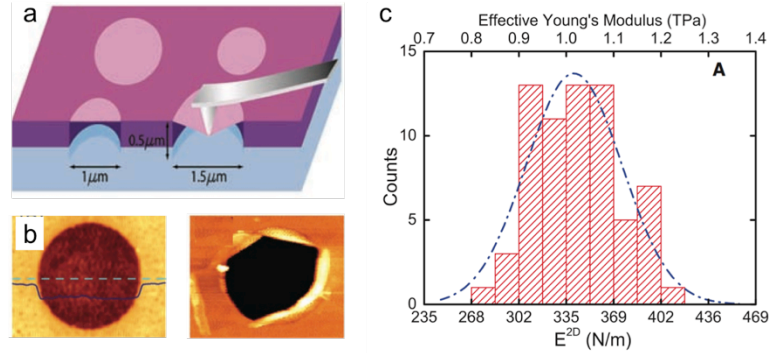 a
0.5μm
1μm
1.5μm
b
c
Effective Young's Modulus (TPa)
0.7 0.8 0.9 1.0 1.1 1.2 1.3 1.4
A
15
10
5
0
Counts
235 268 302 335 369 402 436 469
E2D (N/m)